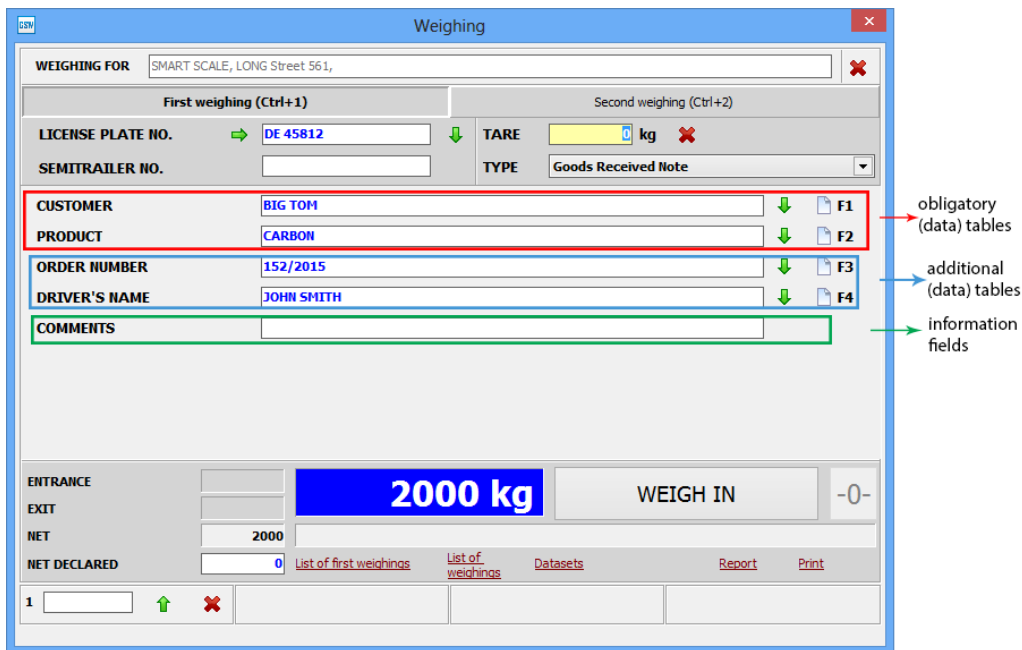 GSW
Weighing
WEIGHING FOR SMART SCALE, LONG Street 561,
First weighing (Ctrl+1) Second weighing (Ctrl+2)
LICENSE PLATE NO. DE 45812 TARE 0 kg
SEMITRAILER NO. TYPE Goods Received Note
CUSTOMER BIG TOM F1
PRODUCT CARBON F2
obligatory
(data) tables
ORDER NUMBER 152/2015 F3
DRIVER'S NAME JOHN SMITH F4
additional
(data) tables
COMMENTS
information
fields
ENTRANCE
EXIT
2000 kg WEIGH IN -0-
NET 2000
NET DECLARED 0 List of first weighings List of
weighings Datasets Report Print
1